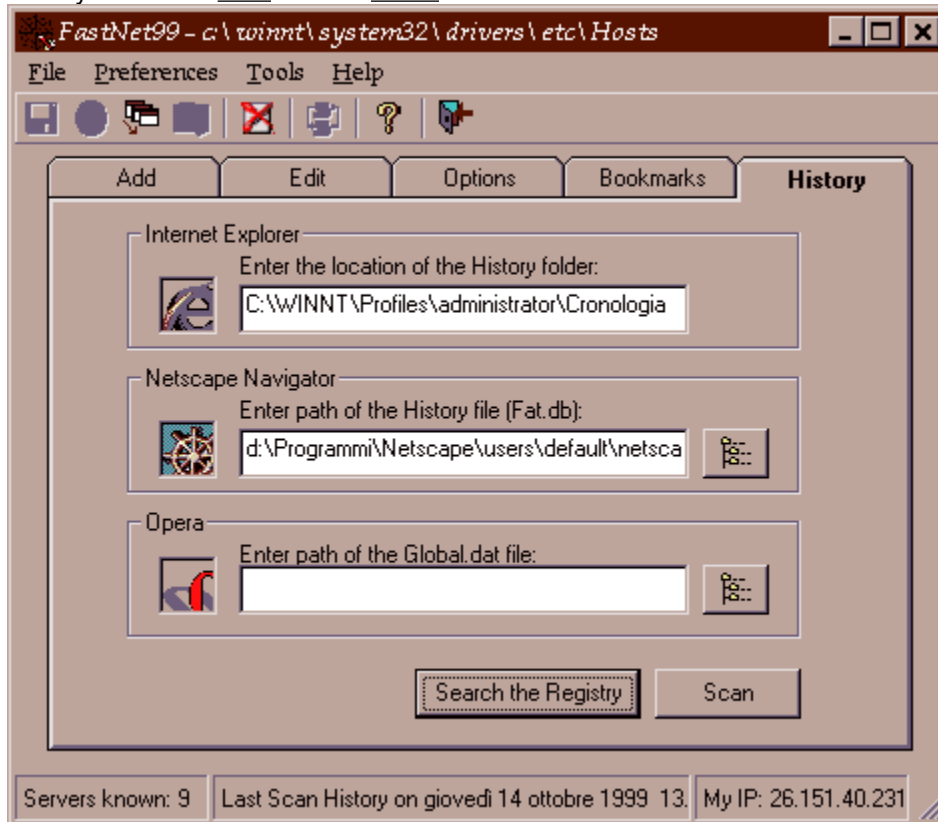 FastNet99 - c:\winnt\system32\drivers\etc\Hosts
File Preferences Tools Help
Add Edit Options Bookmarks History
Internet Explorer
Enter the location of the History folder:
C:\WINNT\Profiles\administrator\Cronologia
Netscape Navigator
Enter path of the History file (Fat.db):
d:\Programmi\Netscape\users\default\netsca
Opera
Enter path of the Global.dat file:
Search the Registry Scan
Servers known: 9 Last Scan History on giovedì 14 ottobre 1999 13. My IP: 26.151.40.231